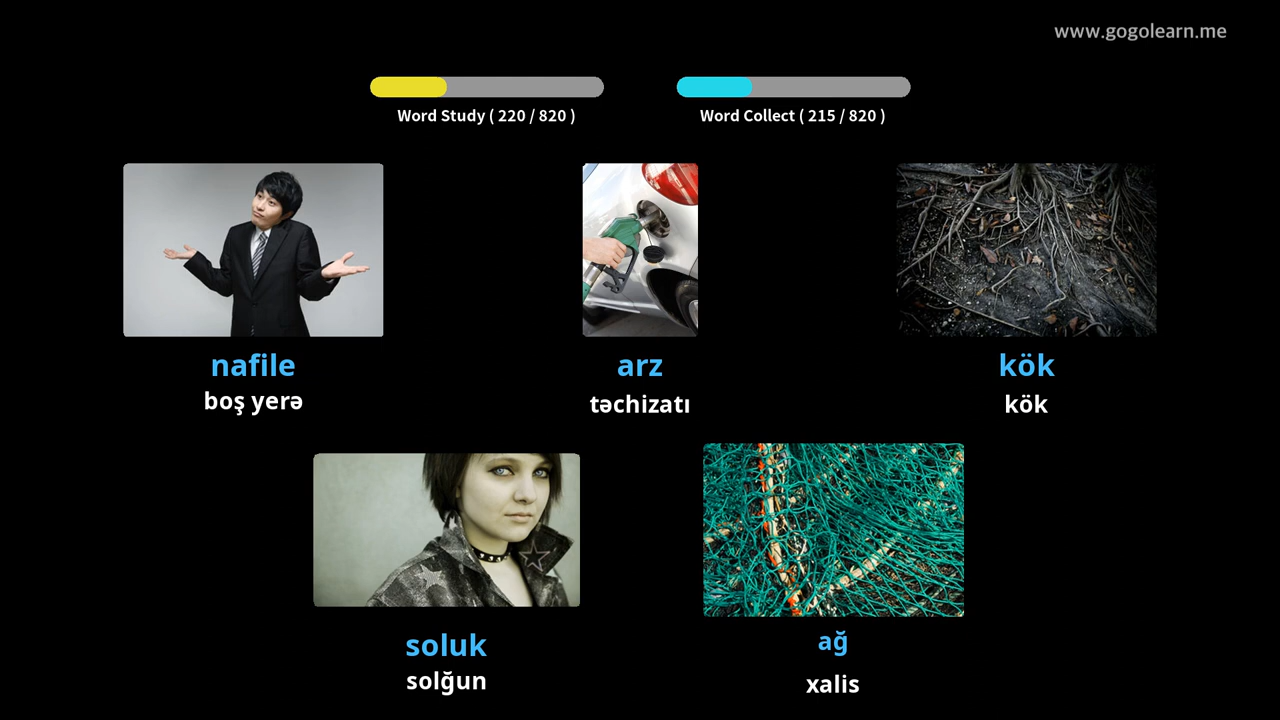 www.gogolearn.me
Word Study ( 220 / 820 )
Word Collect ( 215 / 820 )
nafile
boş yerə
arz
təchizatı
kök
kök
soluk
solğun
ağ
xalis